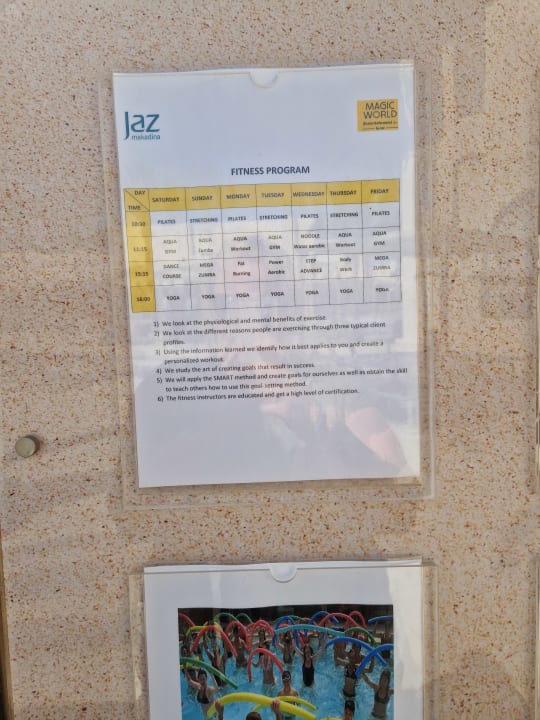 Jaz
makadina
MAGIC
WORLD
FITNESS PROGRAM
DAY
TIME
SATURDAY SUNDAY MONDAY TUESDAY WEDNESDAY THURSDAY FRIDAY
10:30 PILATES STRETCHING PILATES STRETCHING PILATES STRETCHING PILATES
11:15 AQUA GYM AQUA Zumba AQUA Workout AQUA GYM NOODLE Water aerobic AQUA Workout AQUA GYM
15:15 DANCE COURSE MEGA ZUMBA Fat Burning Power Aerobic STEP ADVANCE Body Work MEGA ZUMBA
16:00 YOGA YOGA YOGA YOGA YOGA YOGA YOGA
1) We look at the physiological and mental benefits of exercise.
2) We look at the different reasons people are exercising through three typical client
profiles.
3) Using the information learned we identify how it best applies to you and create a
personalized workout.
4) We study the art of creating goals that result in success.
5) We will apply the SMART method and create goals for ourselves as well as obtain the skill
to teach others how to use this goal-setting method.
6) The fitness instructors are educated and get a high level of certification.